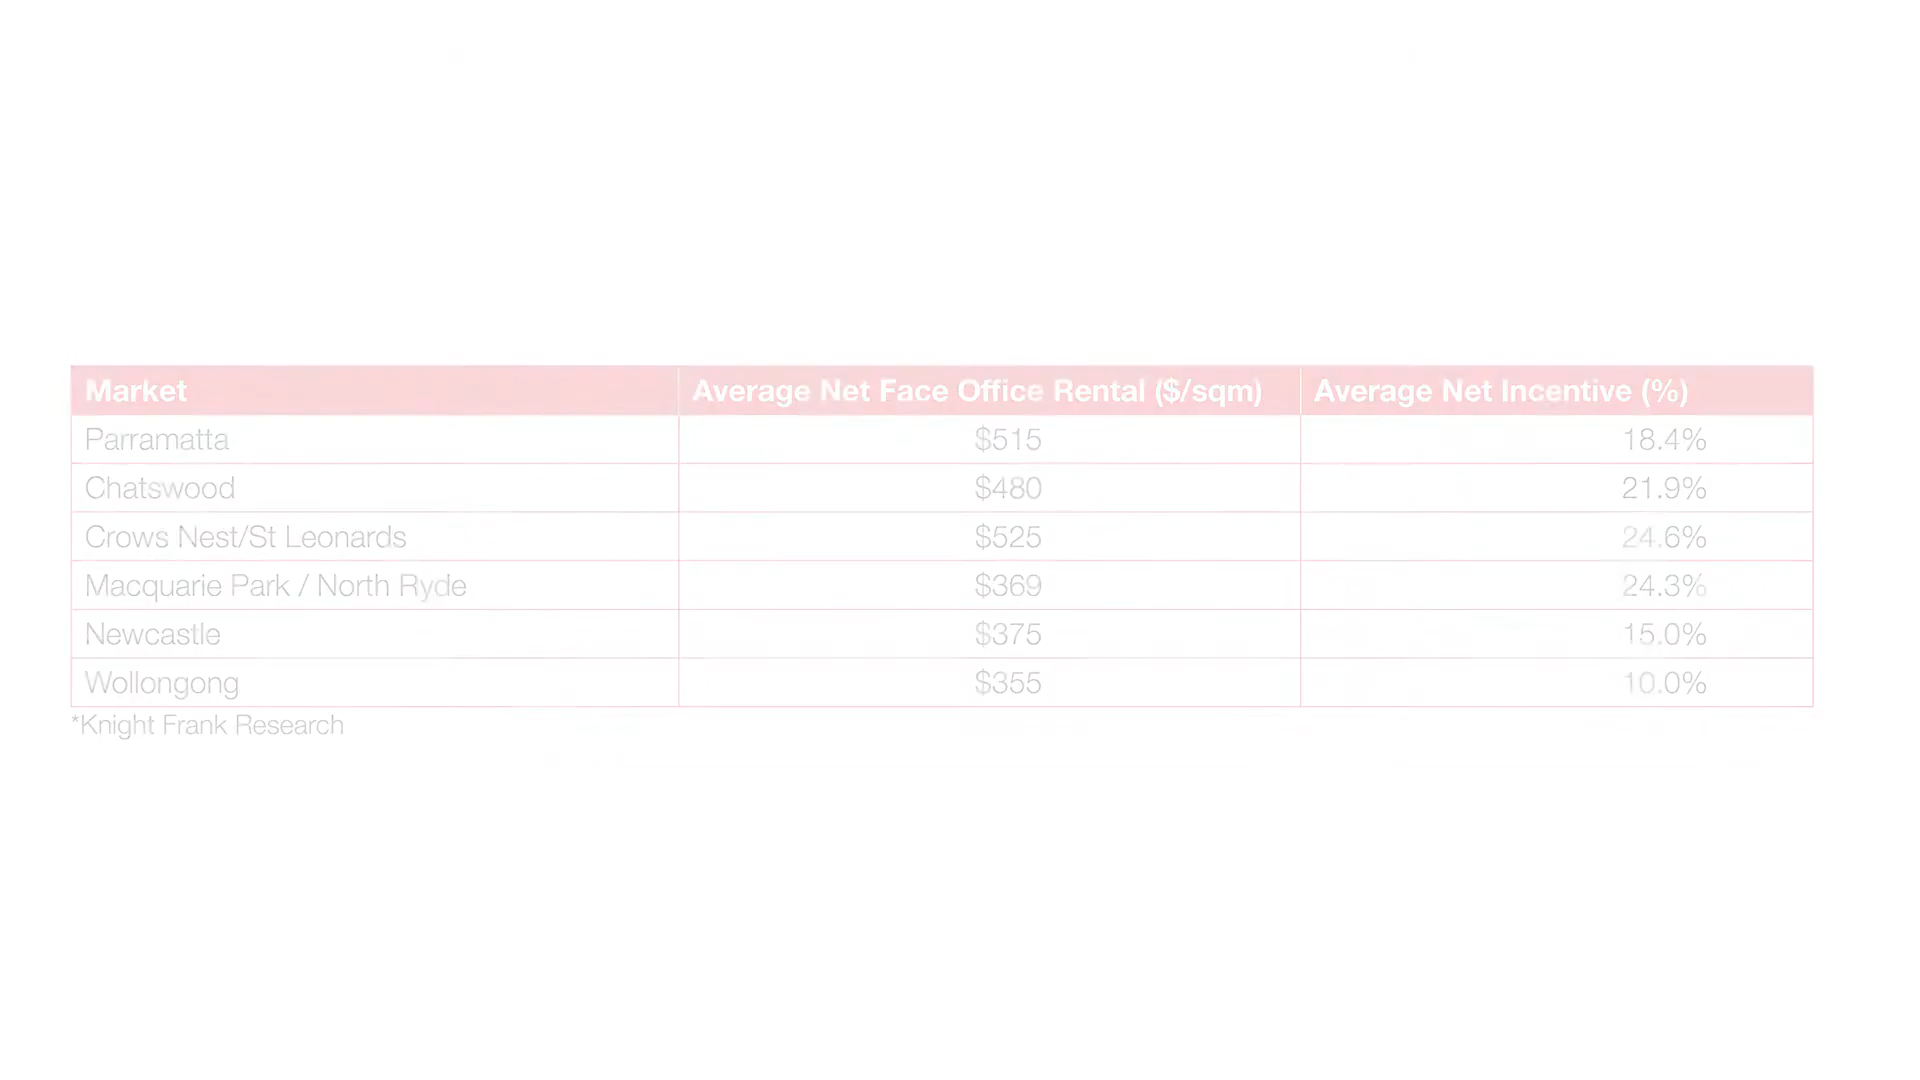 Market Average Net Face Office Rental ($/sqm) Average Net Incentive (%)
Parramatta $515 18.4%
Chatswood $480 21.9%
Crows Nest/St Leonards $525 24.6%
Macquarie Park / North Ryde $369 24.3%
Newcastle $375 15.0%
Wollongong $355 10.0%
*Knight Frank Research